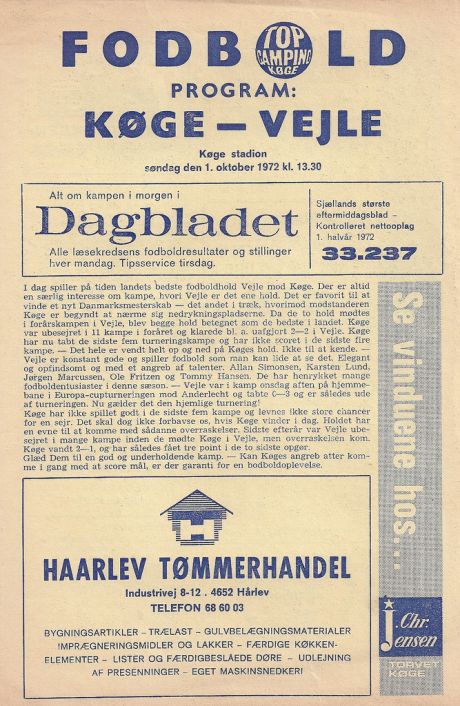 FODBOLD
TOP
CAMPING
KØGE
PROGRAM:
KØGE — VEJLE
Køge stadion
søndag den 1. oktober 1972 kl. 13.30
Alt om kampen i morgen i
Dagbladet
Alle læsekredsens fodboldresultater og stillinger
hver mandag. Tipsservice tirsdag.
Sjællands største
eftermiddagsblad –
Kontrolleret nettooplag
1. halvår 1972
33.237
I dag spiller på tiden landets bedste fodboldhold Vejle mod Køge. Der er altid
en særlig interesse om kampe, hvori Vejle er det ene hold. Det er favorit til at
vinde et nyt Danmarksmesterskab — det andet i træk, hvorimod modstanderen
Køge er begyndt at nærme sig nedrykningspladserne. Da de to hold mødtes
i forårskampen i Vejle, blev begge hold betegnet som de bedste i landet. Køge
var ubesejret i 11 kampe i foråret og klarede bl. a. uafgjort 2—2 i Vejle. Køge
har nu tabt de sidste fem turneringskampe og har ikke scoret i de sidste fire
kampe. — Det hele er vendt helt op og ned på Køges hold. Ikke til at kende. —
Vejle er konstant gode og spiller fodbold som man kan lide at se det. Elegant
og opfindsomt og med et angreb af talenter. Allan Simonsen, Karsten Lund,
Jørgen Marcussen, Ole Fritzen og Tommy Hansen. De har henrykket mange
fodboldentusiaster i denne sæson. — Vejle var i kamp onsdag aften på hjemme-
bane i Europa-cupturneringen mod Anderlecht og tabte 0—3 og er således ude
af turneringen. Nu gælder det den hjemlige turnering!
Køge har ikke spillet godt i de sidste fem kampe og levnes ikke store chancer
for en sejr. Det skal dog ikke forbavse os, hvis Køge vinder i dag. Holdet har
en evne til at komme med sådanne overraskelser. Sidste efterår var Vejle ube-
sejret i mange kampe inden de mødte Køge i Vejle, men overraskelsen kom.
Køge vandt 2—1, og har således fået tre point i de to sidste opgør.
Glæd Dem til en god og underholdende kamp. — Kan Køges angreb atter kom-
me i gang med at score mål, er der garanti for en bodboldoplevelse.
Se vinduene hos...
HAARLEV TØMMERHANDEL
Industrivej 8-12 . 4652 Hårlev
TELEFON 68 60 03
BYGNINGSARTIKLER – TRÆLAST – GULVBELÆGNINGSMATERIALER
IMPRÆGNERINGSMIDLER OG LAKKER – FÆRDIGE KØKKEN-
ELEMENTER – LISTER OG FÆRDIGBESLÅEDE DØRE – UDLEJNING
AF PRESENNINGER – EGET MASKINSNEDKERI
j. Chr.
Jensen
TORVET
KØGE